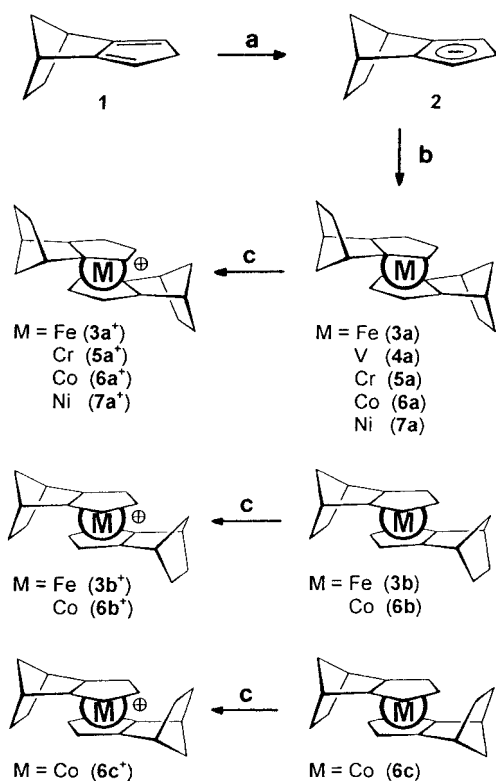 a
1 2
b
M ⊕ c M
M = Fe (3a⁺) M = Fe (3a)
Cr (5a⁺) V (4a)
Co (6a⁺) Cr (5a)
Ni (7a⁺) Co (6a)
Ni (7a)
M ⊕ c M
M = Fe (3b⁺) M = Fe (3b)
Co (6b⁺) Co (6b)
M ⊕ c M
M = Co (6c⁺) M = Co (6c)